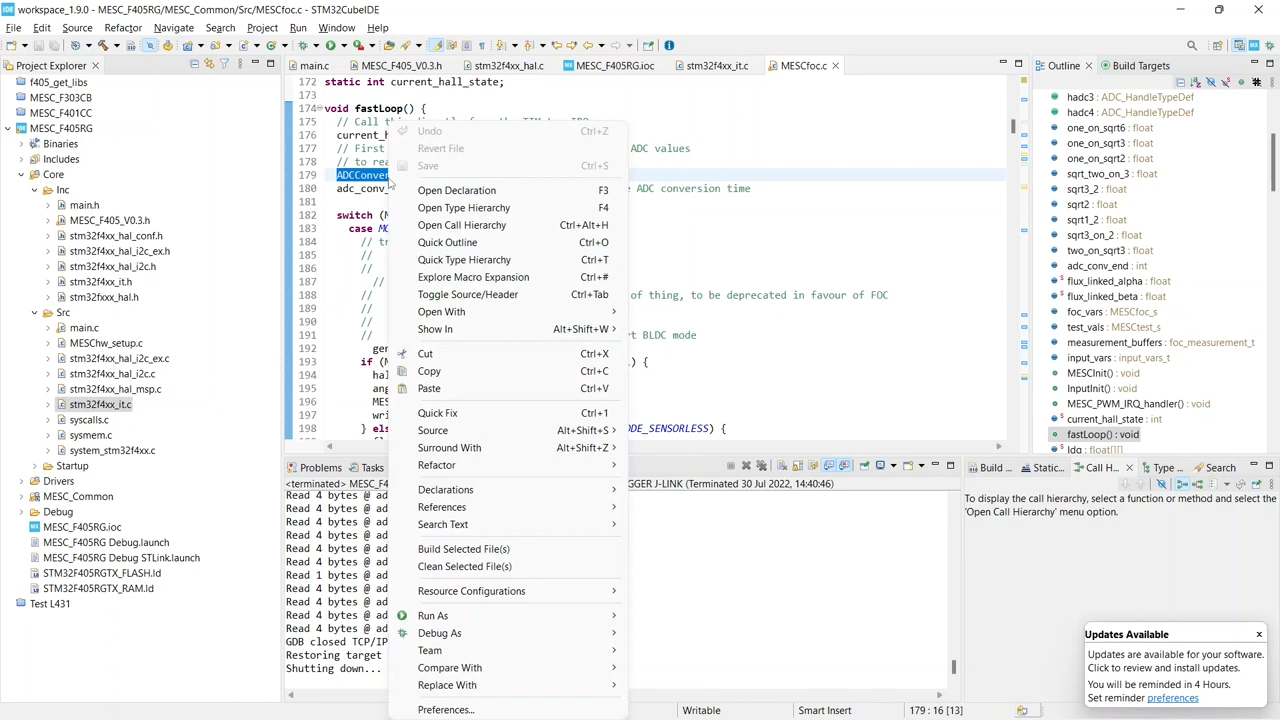 workspace_1.9.0 - MESC_F405RG/MESC_Common/Src/MESCfoc.c - STM32CubeIDE
File Edit Source Refactor Navigate Search Project Run Window Help
Project Explorer
f405_get_libs
MESC_F303CB
MESC_F401CC
MESC_F405RG
Binaries
Includes
Core
Inc
main.h
MESC_F405_V0.3.h
stm32f4xx_hal_conf.h
stm32f4xx_hal_i2c_ex.h
stm32f4xx_hal_i2c.h
stm32f4xx_it.h
stm32fxxx_hal.h
Src
main.c
MESChw_setup.c
stm32f4xx_hal_i2c_ex.c
stm32f4xx_hal_i2c.c
stm32f4xx_hal_msp.c
stm32f4xx_it.c
syscalls.c
sysmem.c
system_stm32f4xx.c
Startup
Drivers
MESC_Common
Debug
MESC_F405RG.ioc
MESC_F405RG Debug.launch
MESC_F405RG Debug STLink.launch
STM32F405RGTX_FLASH.ld
STM32F405RGTX_RAM.ld
Test L431
main.c MESC_F405_V0.3.h stm32f4xx_hal.c MESC_F405RG.ioc stm32f4xx_it.c MESCfoc.c
172 static int current_hall_state;
173
174 void fastLoop() {
175 // Call
176 current_h
177 // First ADC values
178 // to rea
179 ADCConver
180 adc_conv_ e ADC conversion time
181
182 switch (M
183 case MO
184 // tr
185 //
186 //
187 //
188 // of thing, to be deprecated in favour of FOC
189 //
190 //
191 // rt BLDC mode
192 gen
193 if (M ) {
194 hal
195 ang
196 MES
197 wri
198 } els ODE_SENSORLESS) {
Undo Ctrl+Z
Revert File
Save Ctrl+S
Open Declaration F3
Open Type Hierarchy F4
Open Call Hierarchy Ctrl+Alt+H
Quick Outline Ctrl+O
Quick Type Hierarchy Ctrl+T
Explore Macro Expansion Ctrl+#
Toggle Source/Header Ctrl+Tab
Open With
Show In Alt+Shift+W
Cut Ctrl+X
Copy Ctrl+C
Paste Ctrl+V
Quick Fix Ctrl+1
Source Alt+Shift+S
Surround With Alt+Shift+Z
Refactor
Declarations
References
Search Text
Build Selected File(s)
Clean Selected File(s)
Resource Configurations
Run As
Debug As
Team
Compare With
Replace With
Preferences...
Problems Tasks
<terminated> MESC_F4 GGER J-LINK (Terminated 30 Jul 2022, 14:40:46)
Read 4 bytes @ ad
Read 4 bytes @ ad
Read 4 bytes @ ad
Read 4 bytes @ ad
Read 4 bytes @ ad
Read 4 bytes @ ad
Read 1 bytes @ ad
Read 4 bytes @ ad
Read 4 bytes @ ad
Read 4 bytes @ ad
Read 4 bytes @ ad
GDB closed TCP/IP
Restoring target
Shutting down...
Outline Build Targets
hadc3 : ADC_HandleTypeDef
hadc4 : ADC_HandleTypeDef
one_on_sqrt6 : float
one_on_sqrt3 : float
one_on_sqrt2 : float
sqrt_two_on_3 : float
sqrt3_2 : float
sqrt2 : float
sqrt1_2 : float
sqrt3_on_2 : float
two_on_sqrt3 : float
adc_conv_end : int
flux_linked_alpha : float
flux_linked_beta : float
foc_vars : MESCfoc_s
test_vals : MESCtest_s
measurement_buffers : foc_measurement_t
input_vars : input_vars_t
MESCInit() : void
InputInit() : void
MESC_PWM_IRQ_handler() : void
current_hall_state : int
fastLoop() : void
Idq : float[][]
Build ... Static... Call H... Type ... Search
To display the call hierarchy, select a function or method and select the
'Open Call Hierarchy' menu option.
Updates Available
Updates are available for your software.
Click to review and install updates.
You will be reminded in 4 Hours.
Set reminder preferences
Writable Smart Insert 179 : 16 [13]